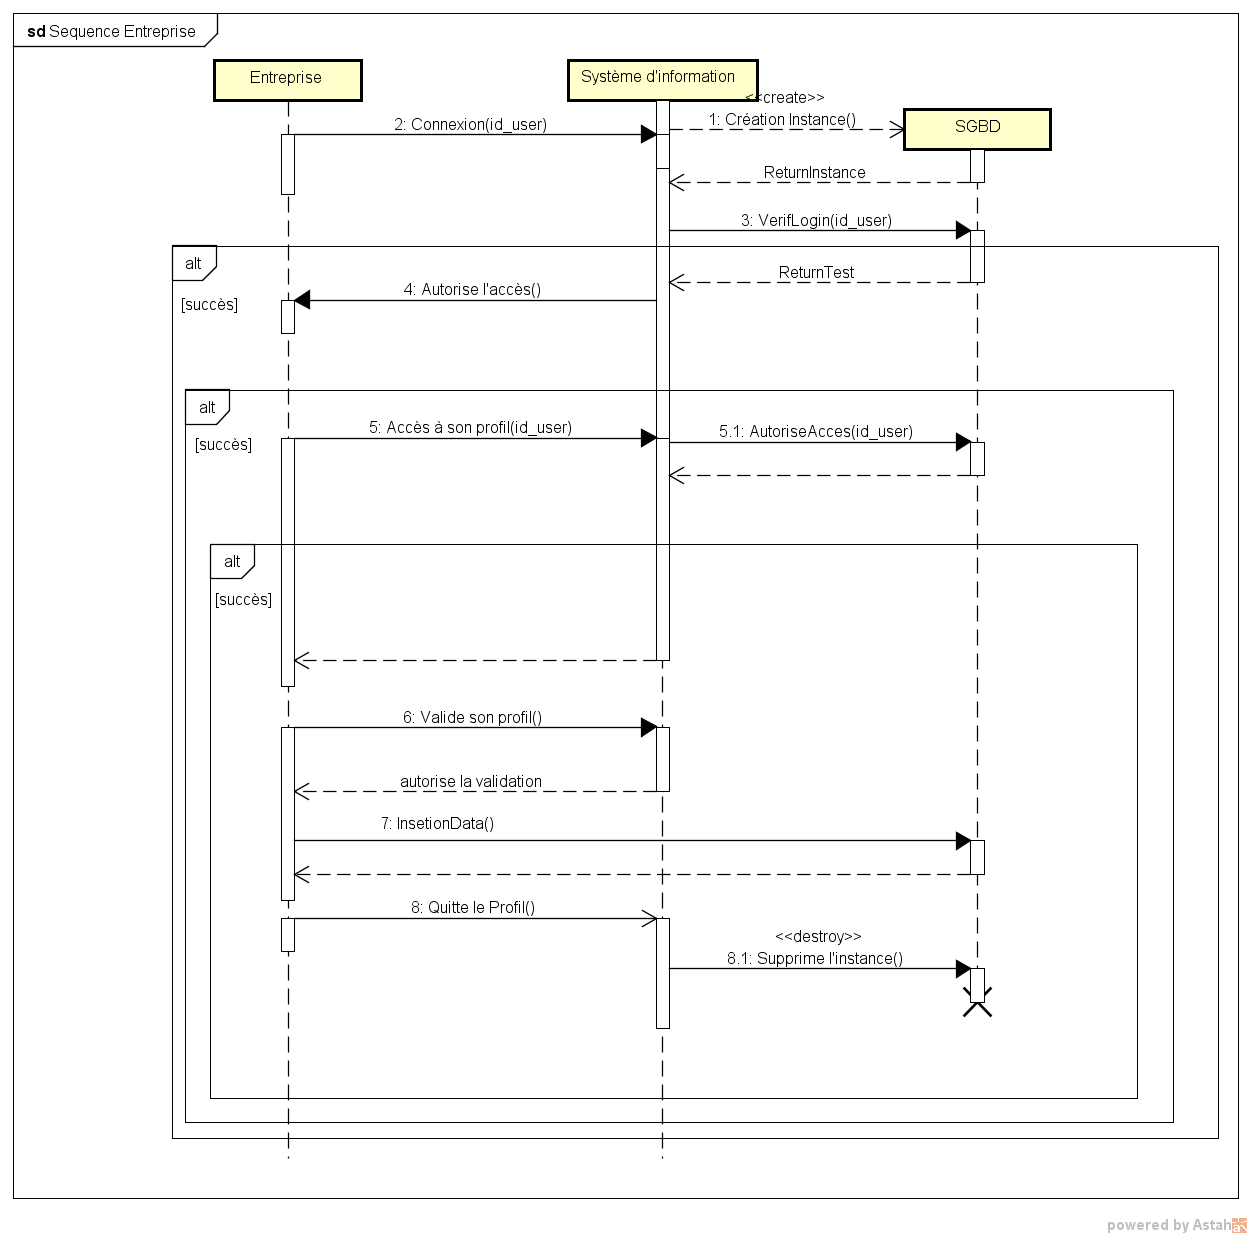 sd Sequence Entreprise
Entreprise
Système d'information
<<create>>
1: Création Instance()
SGBD
2: Connexion(id_user)
ReturnInstance
3: VerifLogin(id_user)
alt
[succès]
ReturnTest
4: Autorise l'accès()
alt
[succès]
5: Accès à son profil(id_user)
5.1: AutoriseAcces(id_user)
alt
[succès]
6: Valide son profil()
autorise la validation
7: InsetionData()
8: Quitte le Profil()
<<destroy>>
8.1: Supprime l'instance()
powered by Astah